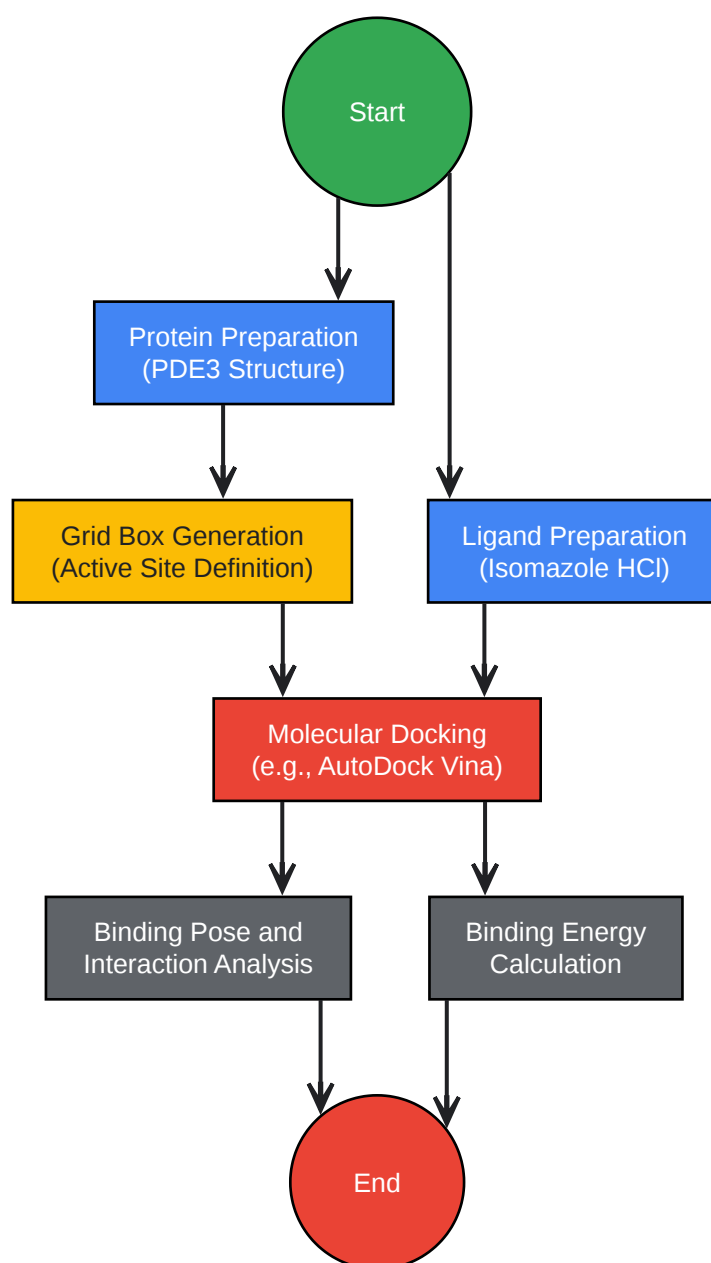 Start
Protein Preparation
(PDE3 Structure)
Grid Box Generation
(Active Site Definition)
Ligand Preparation
(Isomazole HCl)
Molecular Docking
(e.g., AutoDock Vina)
Binding Pose and
Interaction Analysis
Binding Energy
Calculation
End